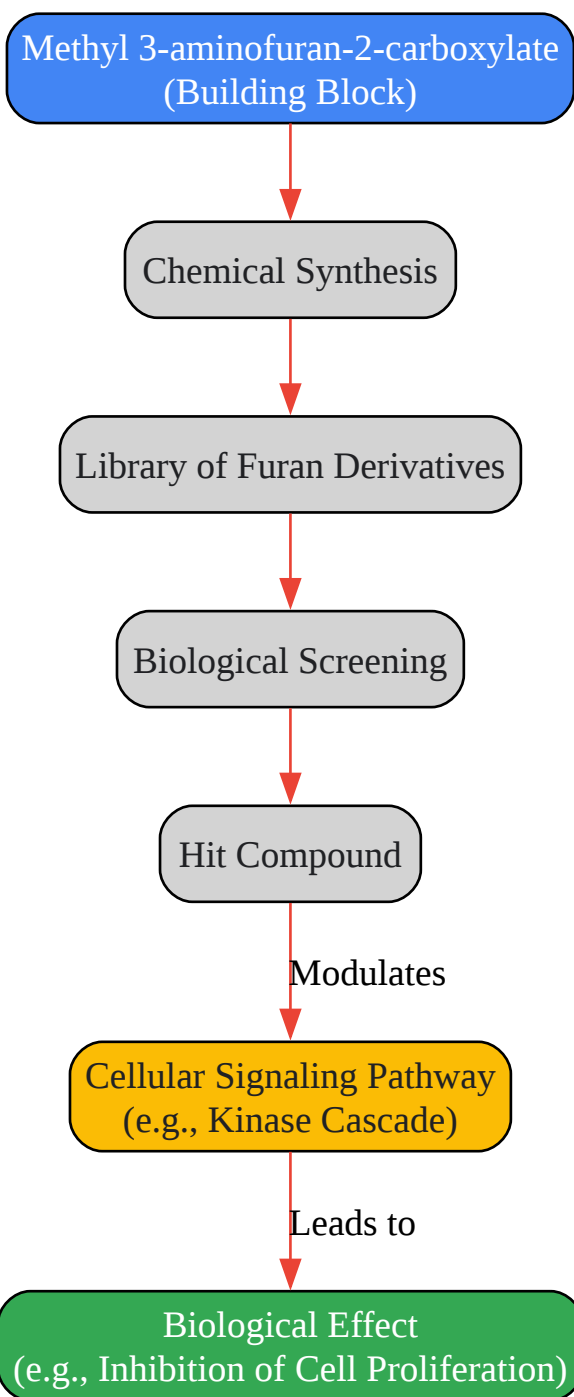 Methyl 3-aminofuran-2-carboxylate
(Building Block)
Chemical Synthesis
Library of Furan Derivatives
Biological Screening
Hit Compound
Modulates
Cellular Signaling Pathway
(e.g., Kinase Cascade)
Leads to
Biological Effect
(e.g., Inhibition of Cell Proliferation)